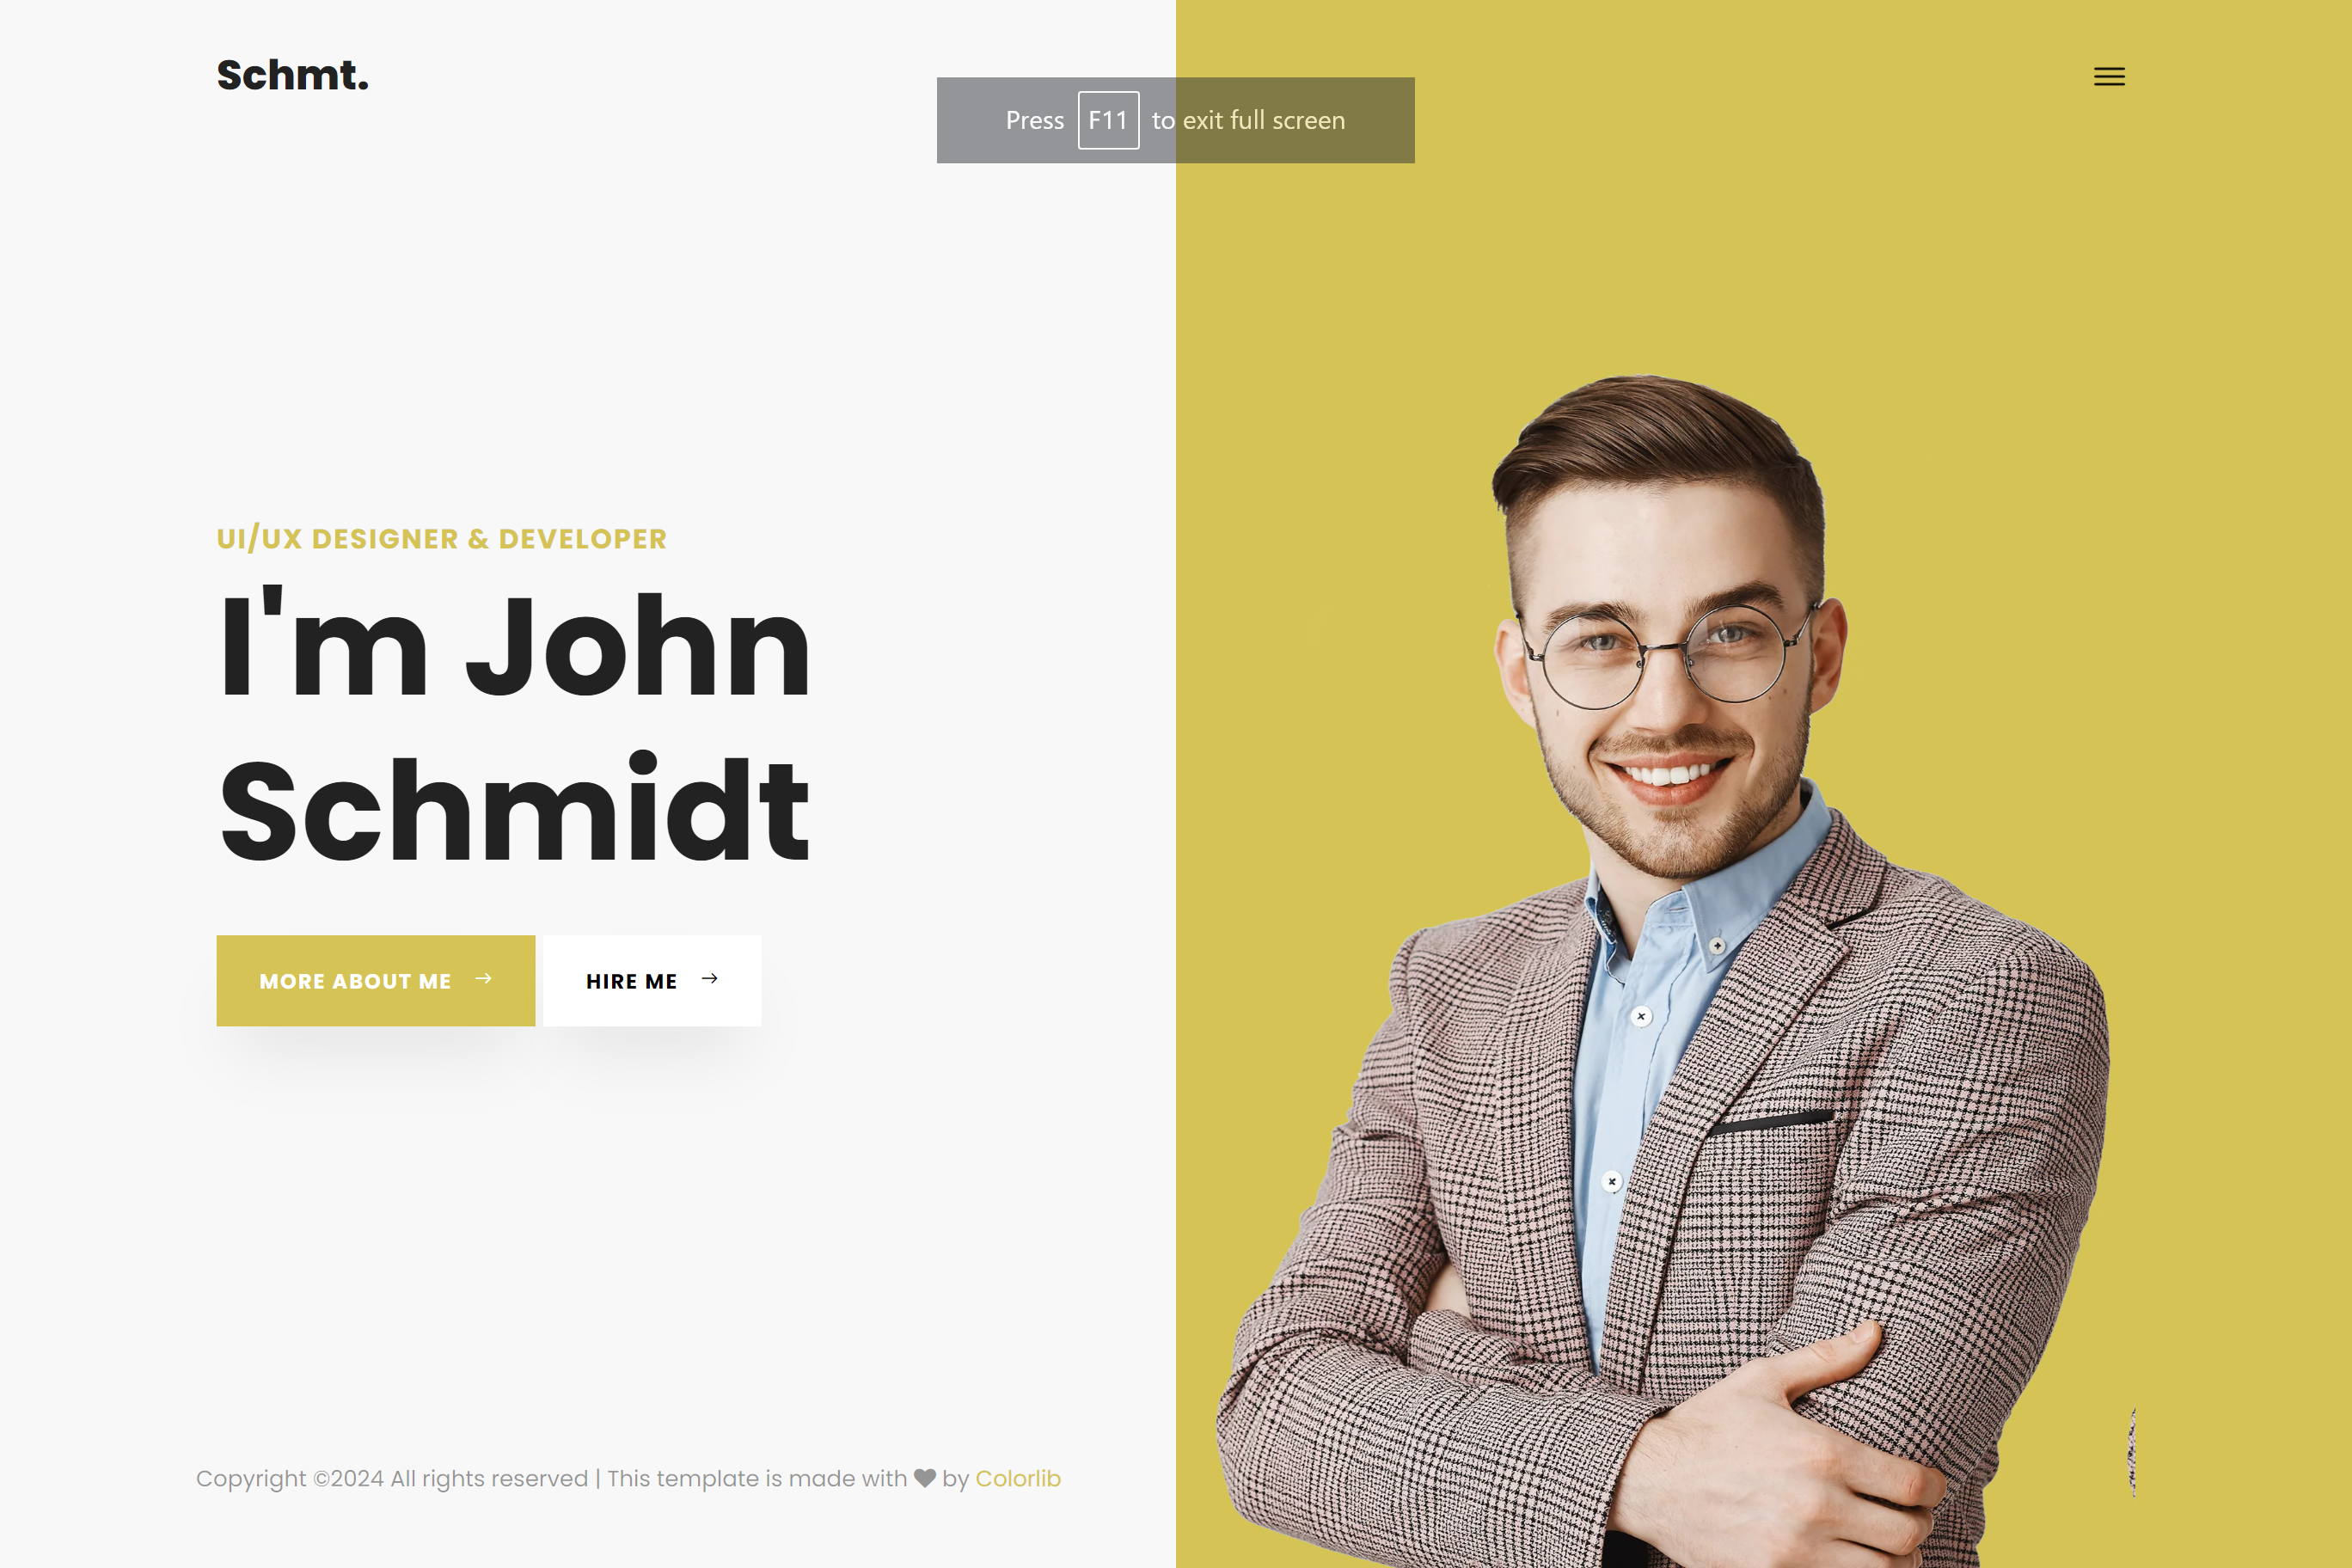 Schmt.
Press F11 to exit full screen
UI/UX DESIGNER & DEVELOPER
I'm John
Schmidt
MORE ABOUT ME →
HIRE ME →
Copyright ©2024 All rights reserved | This template is made with ♥ by Colorlib